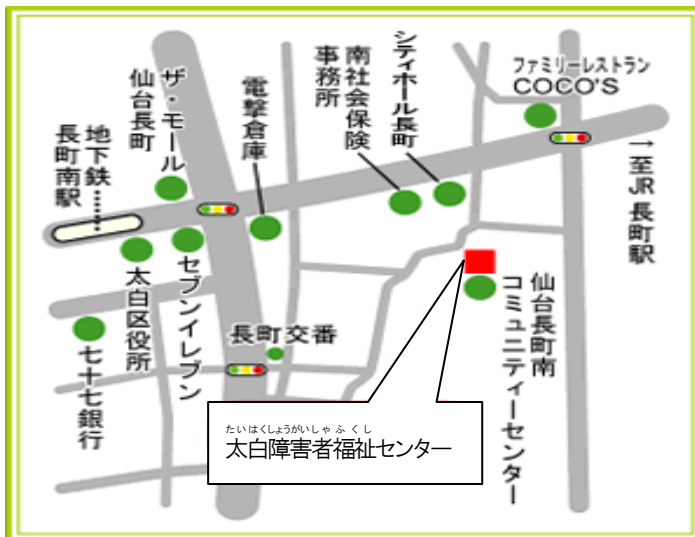 ザ・モール
仙台長町
地下鉄
長町南駅
電撃倉庫
南社会保険
事務所
シティホール長町
ファミリーレストラン
COCO'S
→至JR長町駅
太白区役所
セブンイレブン
七十七銀行
長町交番
仙台長町南
コミュニティーセンター
たいはくしょうがいしゃふくし
太白障害者福祉センター